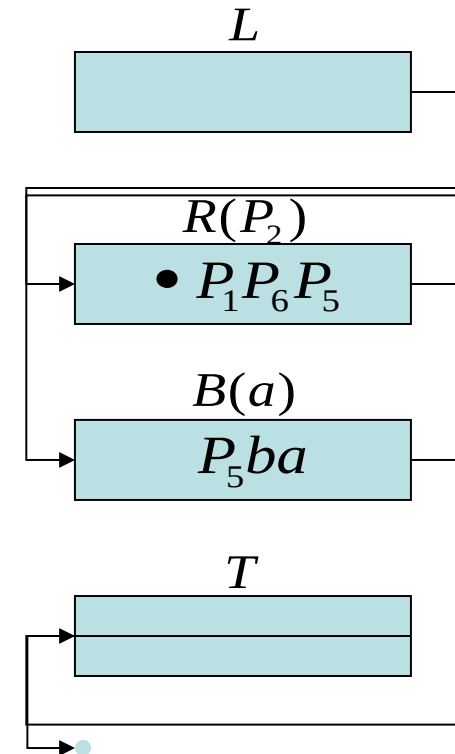 L
R(P₂)
• P₁P₆P₅
B(a)
P₅ba
T